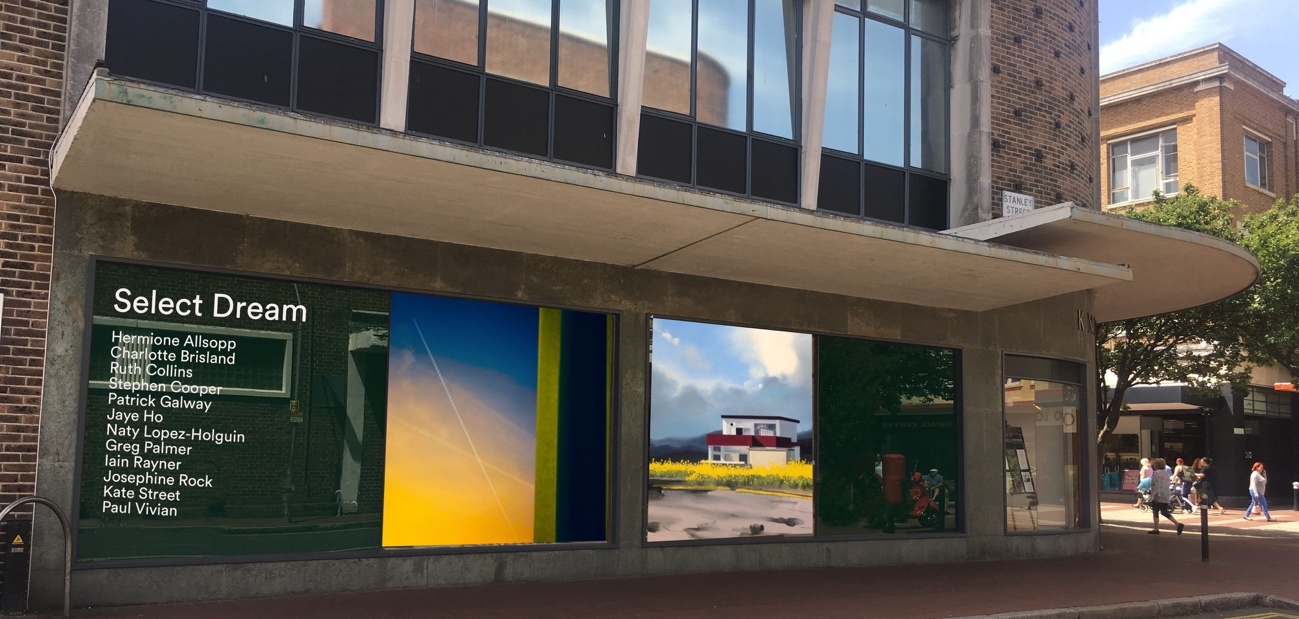 STANLEY
STREET
Select Dream
Hermione Allsopp
Charlotte Brisland
Ruth Collins
Stephen Cooper
Patrick Galway
Jaye Ho
Naty Lopez-Holguin
Greg Palmer
Iain Rayner
Josephine Rock
Kate Street
Paul Vivian
K